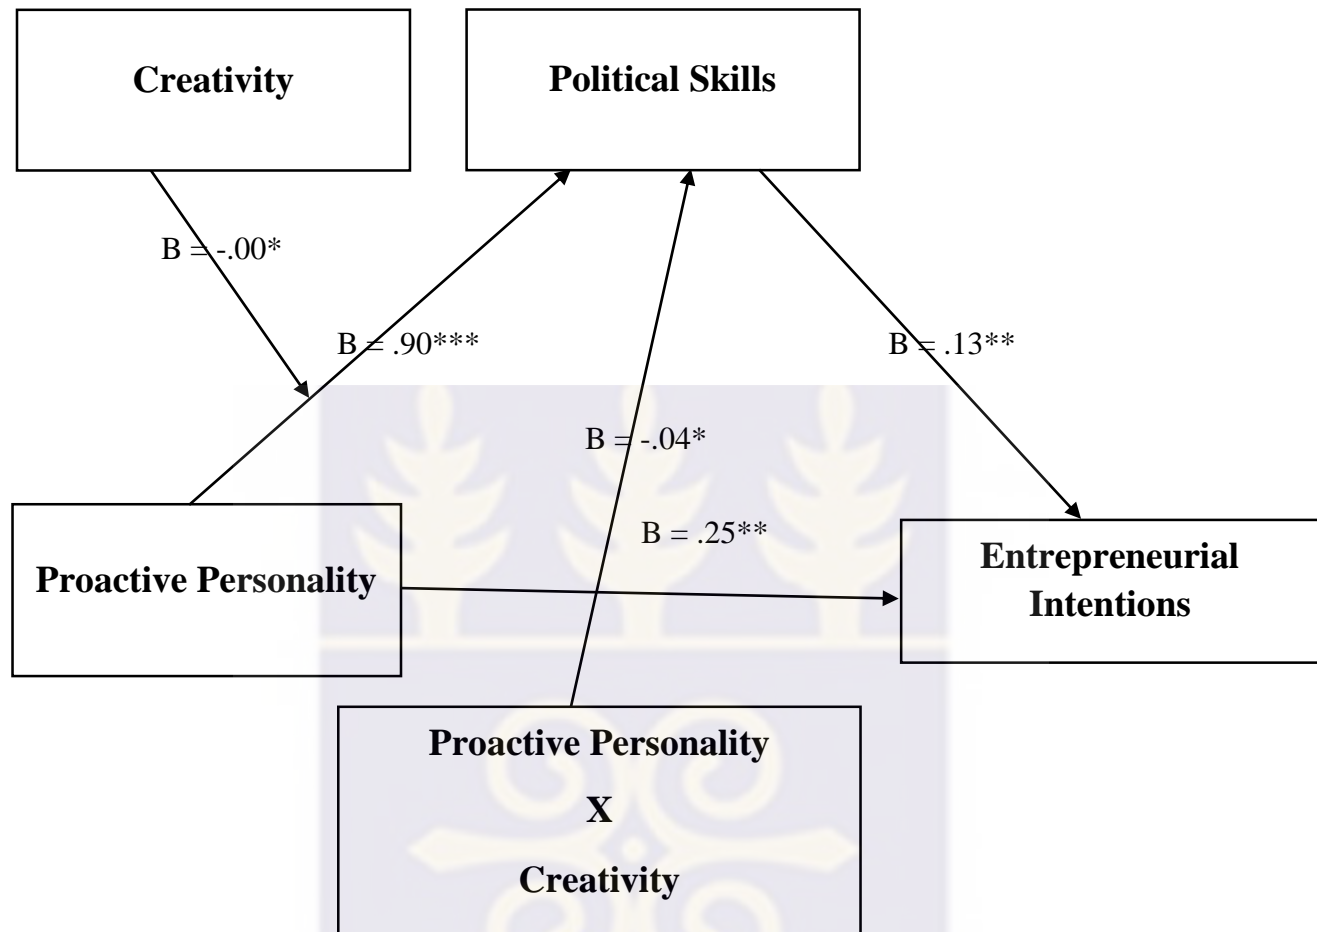 Creativity
Political Skills
B = -.00*
B = .90***
B = .13**
B = -.04*
B = .25**
Proactive Personality
Entrepreneurial
Intentions
Proactive Personality
X
Creativity